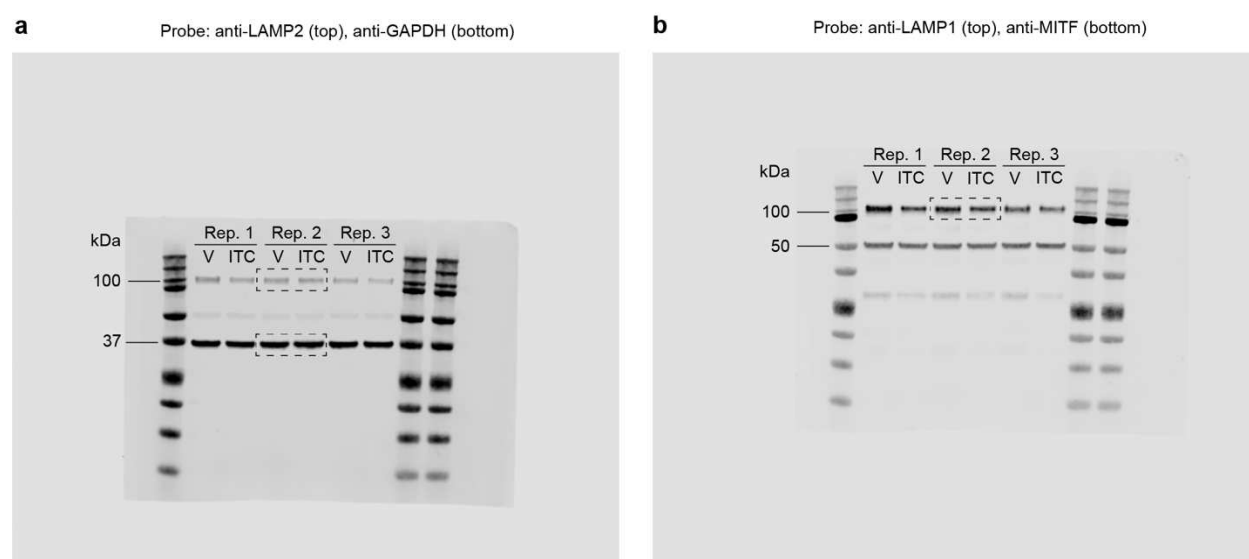 a
Probe: anti-LAMP2 (top), anti-GAPDH (bottom)
Rep. 1 Rep. 2 Rep. 3
kDa
V ITC V ITC V ITC
100
37
b
Probe: anti-LAMP1 (top), anti-MITF (bottom)
Rep. 1 Rep. 2 Rep. 3
kDa
V ITC V ITC V ITC
100
50